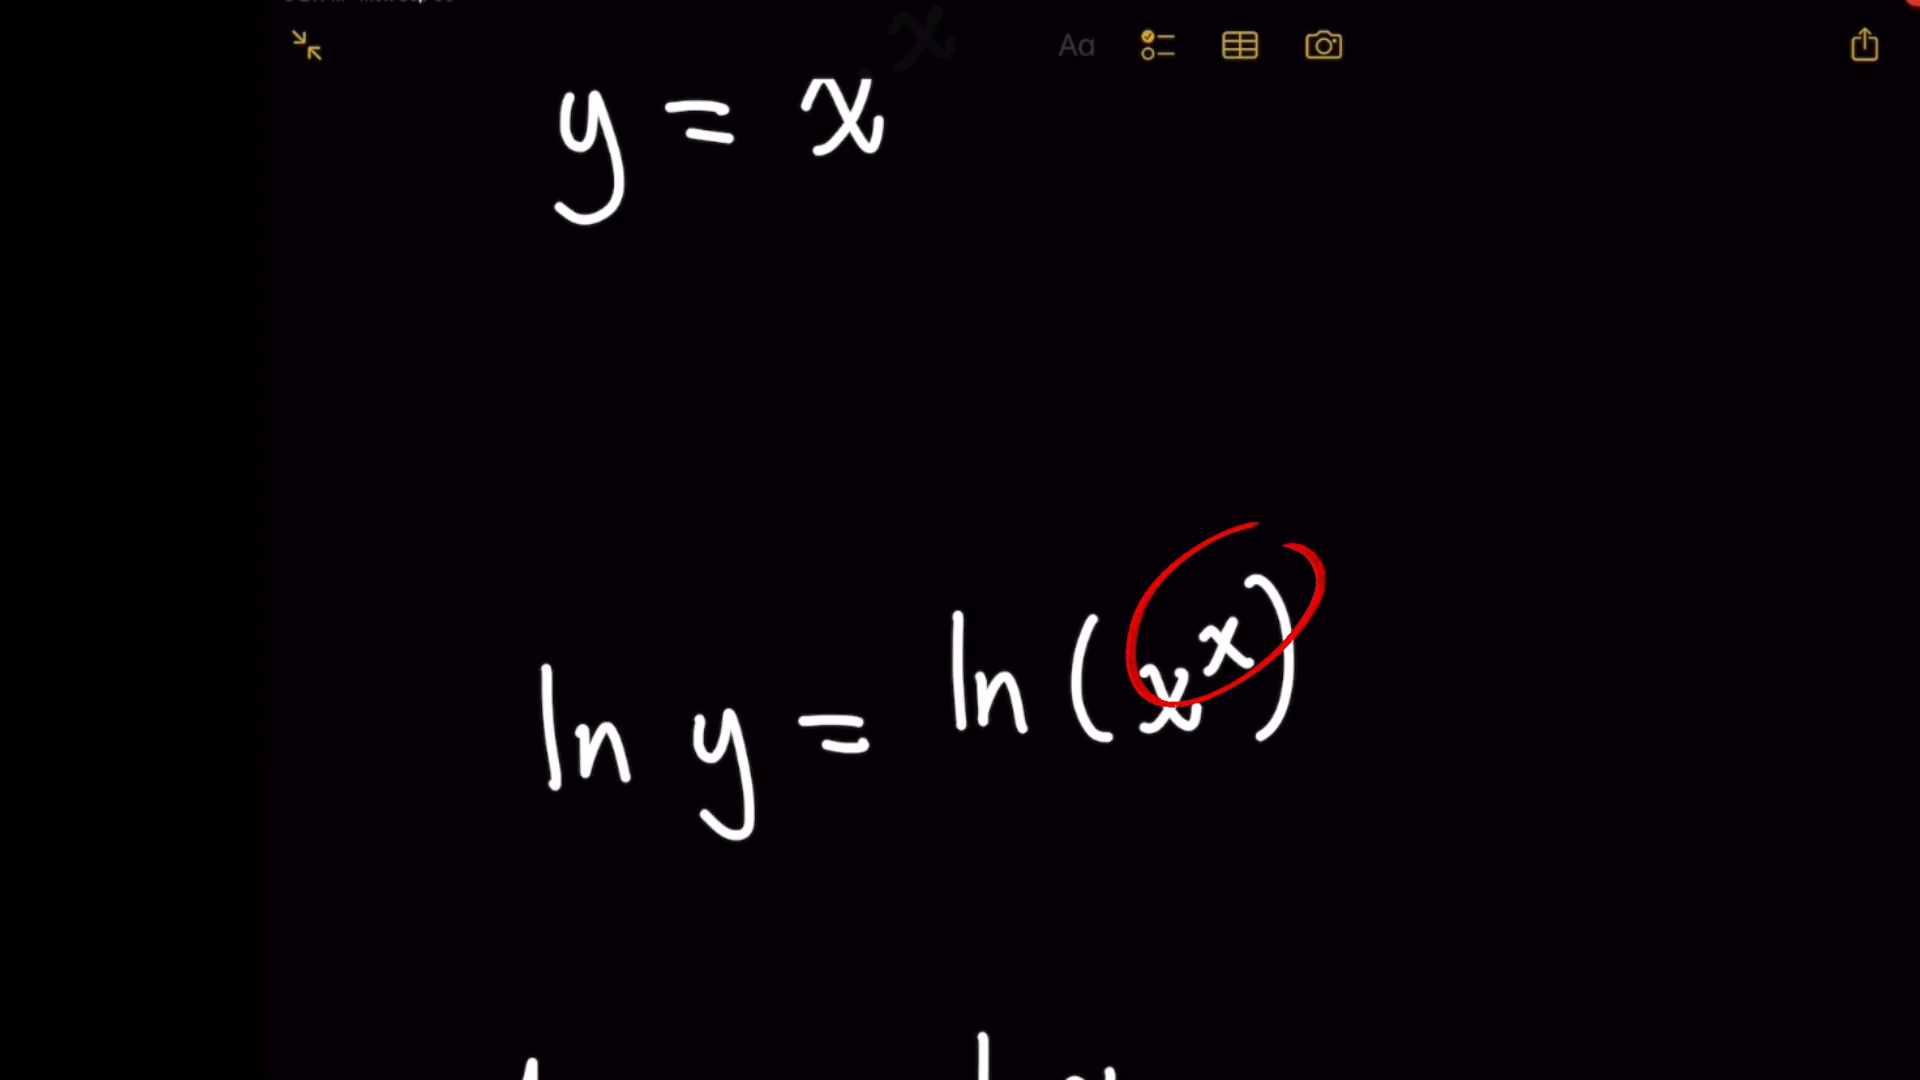 Aa
y = x^x
ln y = ln (x^x)